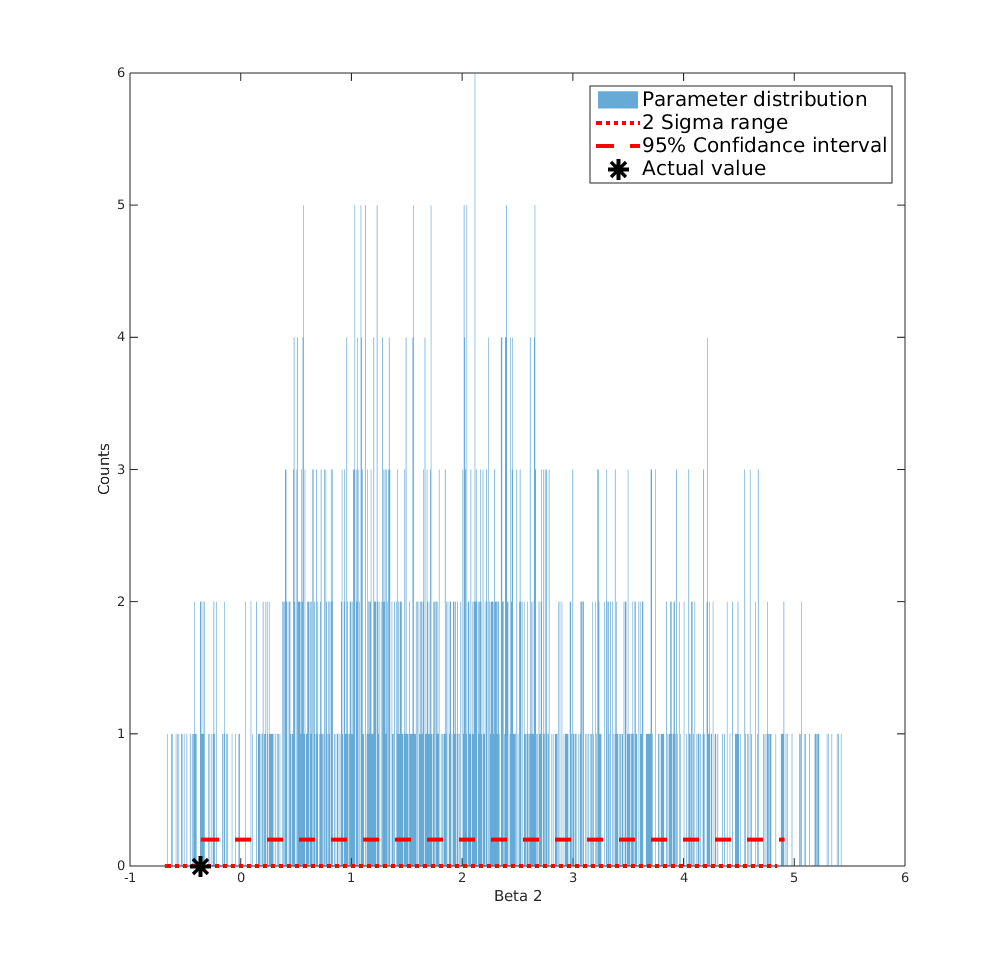 6
5
4
3
2
1
0
Counts
-1
0
1
2
3
4
5
6
Beta 2
Parameter distribution
2 Sigma range
95% Confidance interval
Actual value